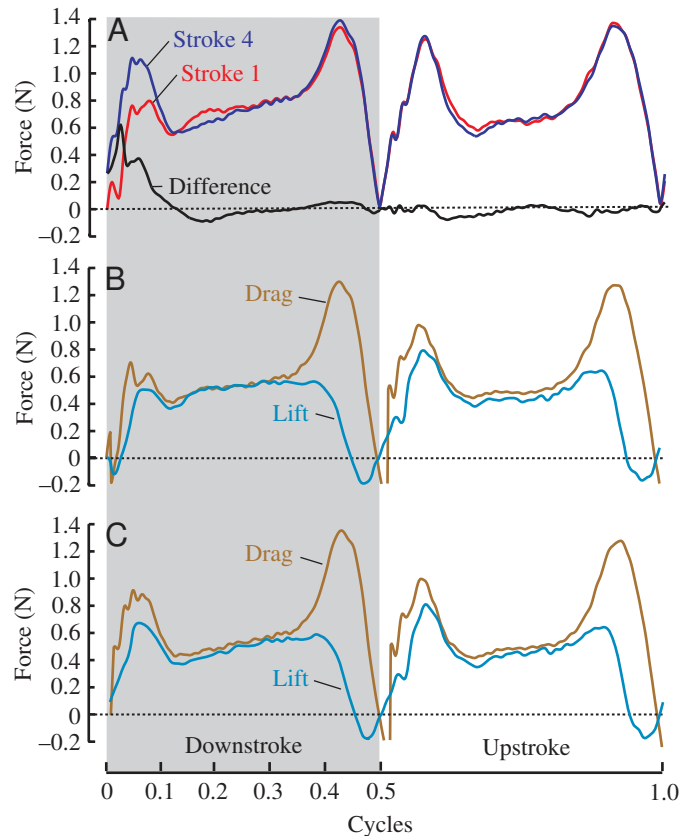 A
1.4
1.2
1.0
0.8
0.6
0.4
0.2
0
–0.2
Force (N)
Stroke 4
Stroke 1
Difference
B
1.4
1.2
1.0
0.8
0.6
0.4
0.2
0
–0.2
Force (N)
Drag
Lift
C
1.4
1.2
1.0
0.8
0.6
0.4
0.2
0
–0.2
Force (N)
Drag
Lift
Downstroke
Upstroke
0 0.1 0.2 0.3 0.4 0.5 1.0
Cycles